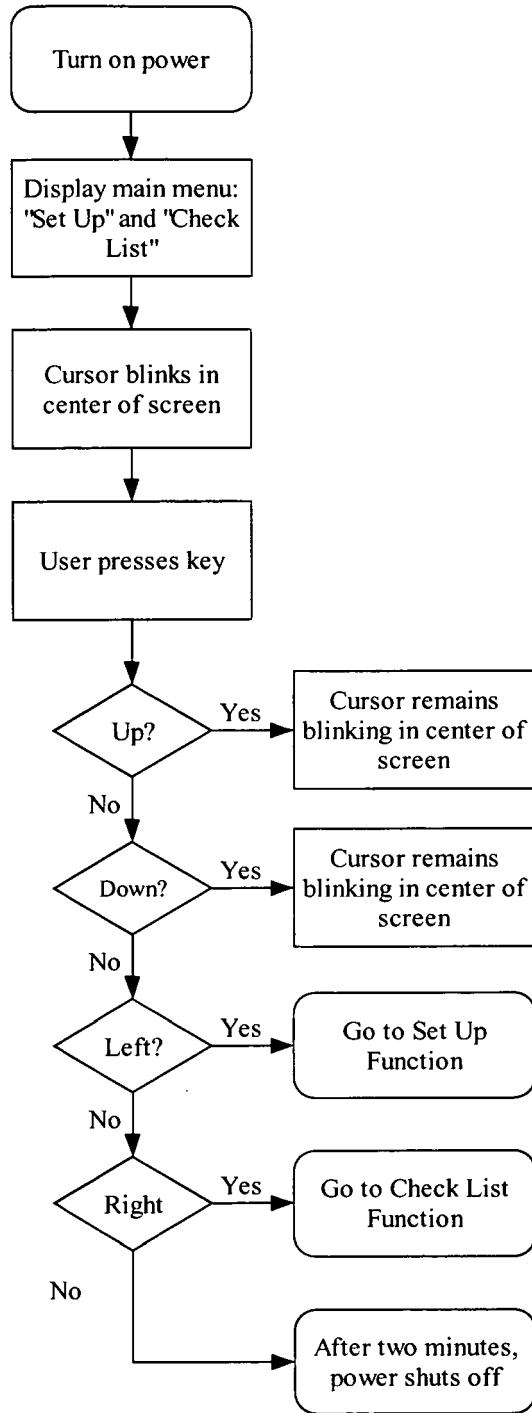 Turn on power
Display main menu:
"Set Up" and "Check
List"
Cursor blinks in
center of screen
User presses key
Up?
Yes
Cursor remains
blinking in center of
screen
No
Down?
Yes
Cursor remains
blinking in center of
screen
No
Left?
Yes
Go to Set Up
Function
No
Right
Yes
Go to Check List
Function
No
After two minutes,
power shuts off